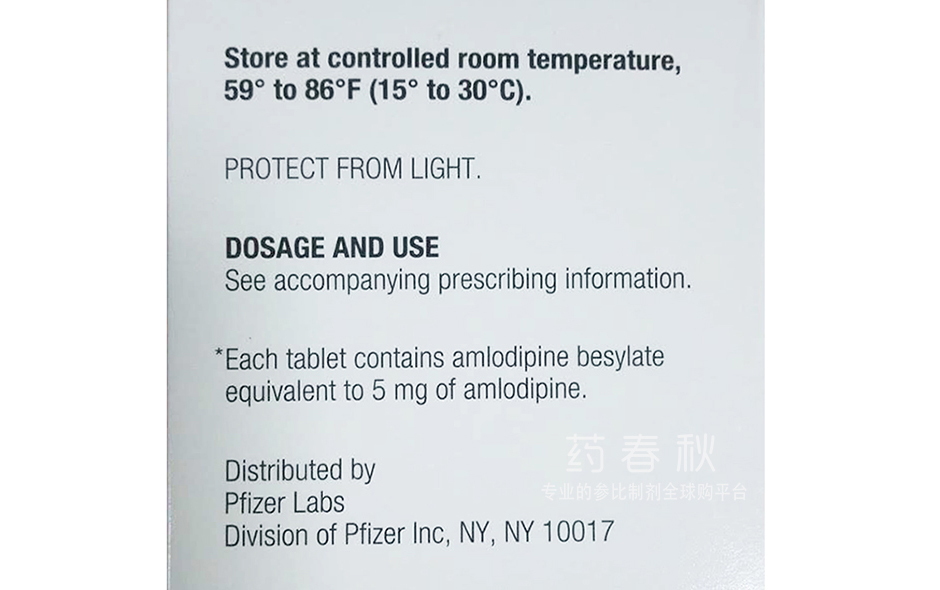 Store at controlled room temperature,
59° to 86°F (15° to 30°C).
PROTECT FROM LIGHT.
DOSAGE AND USE
See accompanying prescribing information.
*Each tablet contains amlodipine besylate
equivalent to 5 mg of amlodipine.
药春秋
专业的参比制剂全球购平台
Distributed by
Pfizer Labs
Division of Pfizer Inc, NY, NY 10017